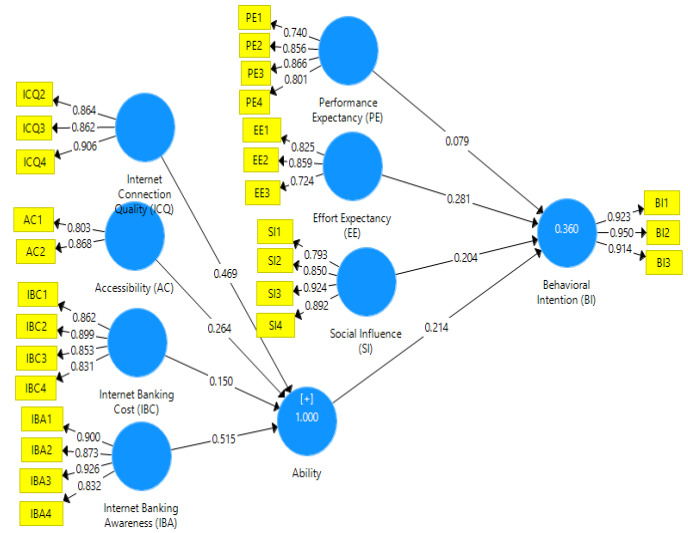 PE1
0.740
PE2
0.856
PE3
0.866
PE4
0.801
Performance
Expectancy (PE)
ICQ2
0.864
ICQ3
0.862
ICQ4
0.906
Internet
Connection
Quality (ICQ)
EE1
0.825
EE2
0.859
EE3
0.724
Effort Expectancy
(EE)
0.079
0.281
AC1
0.803
AC2
0.868
Accessibility (AC)
SI1
0.793
SI2
0.850
SI3
0.924
SI4
0.892
Social Influence
(SI)
0.204
0.360
Behavioral
Intention (BI)
BI1
0.923
BI2
0.950
BI3
0.914
0.469
0.264
0.214
IBC1
0.862
IBC2
0.899
IBC3
0.853
IBC4
0.831
Internet Banking
Cost (IBC)
0.150
[+]
1.000
Ability
IBA1
0.900
IBA2
0.873
IBA3
0.926
IBA4
0.832
Internet Banking
Awareness (IBA)
0.515